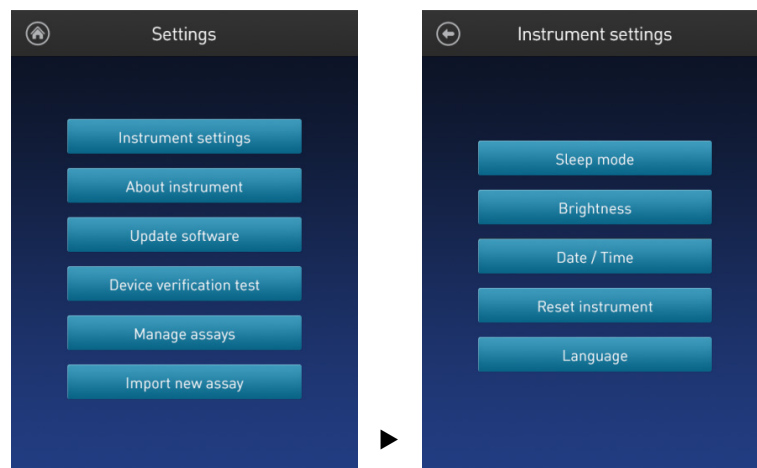 Settings
Instrument settings
About instrument
Update software
Device verification test
Manage assays
Import new assay
Instrument settings
Sleep mode
Brightness
Date / Time
Reset instrument
Language